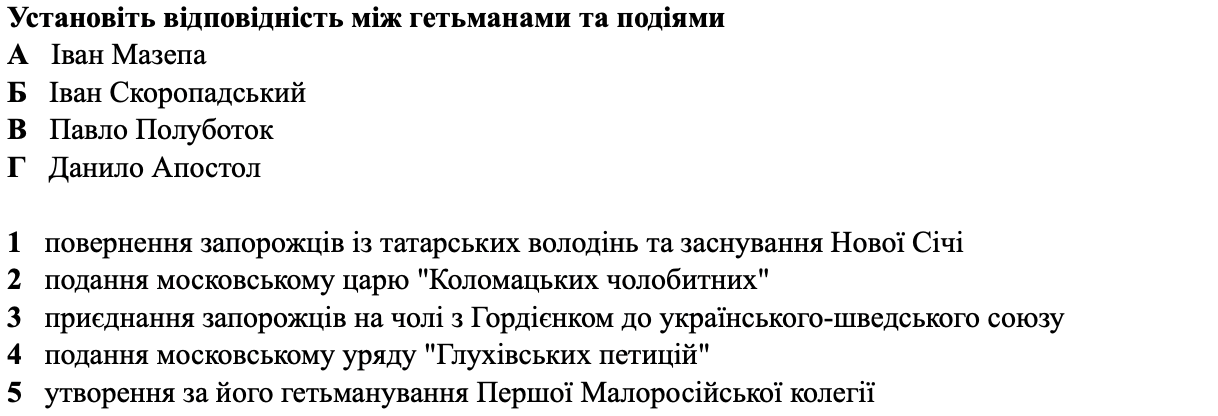 Установіть відповідність між гетьманами та подіями
А Іван Мазепа
Б Іван Скоропадський
В Павло Полуботок
Г Данило Апостол
1 повернення запорожців із татарських володінь та заснування Нової Січі
2 подання московському царю "Коломацьких чолобитних"
3 приєднання запорожців на чолі з Гордієнком до українського-шведського союзу
4 подання московському уряду "Глухівських петицій"
5 утворення за його гетьманування Першої Малоросійської колегії